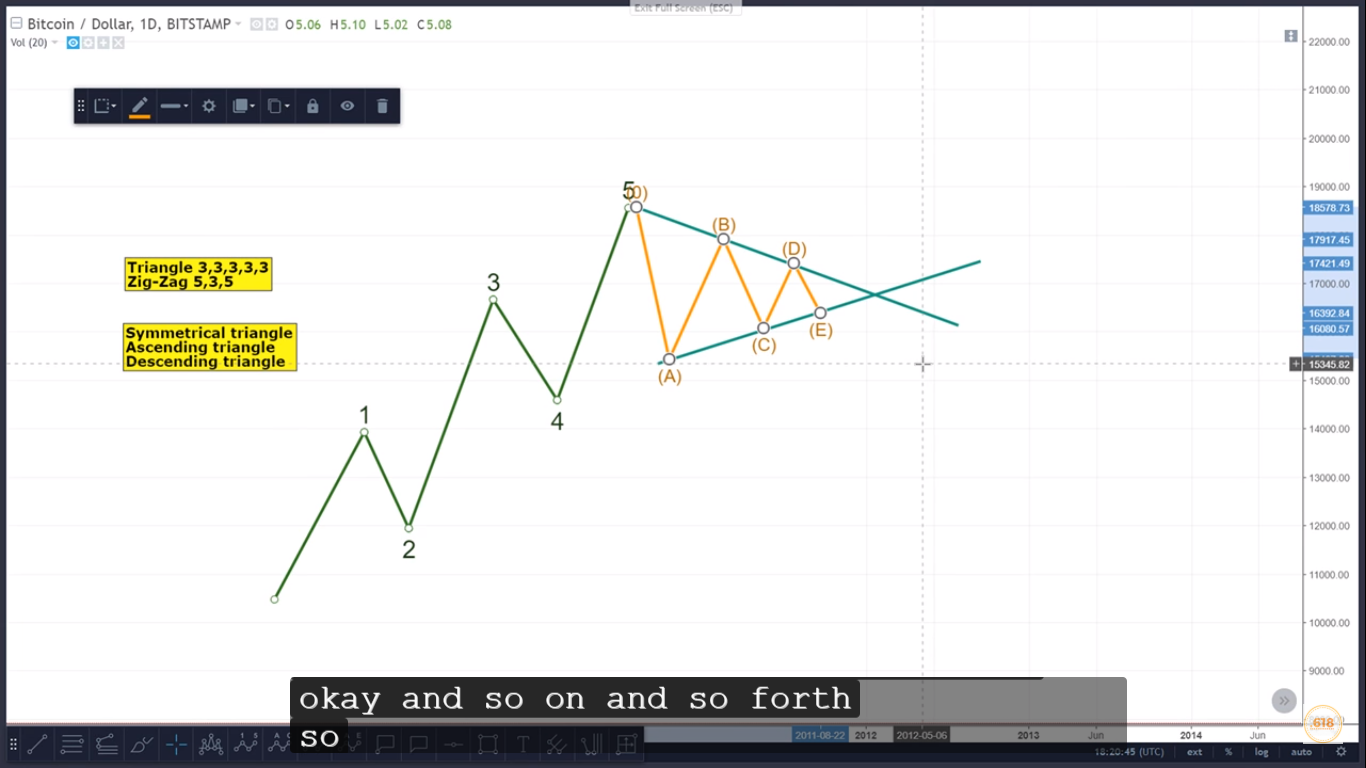 Exit Full Screen (ESC)
Bitcoin / Dollar, 1D, BITSTAMP O5.06 H5.10 L5.02 C5.08
Vol (20)
22000.00
21000.00
20000.00
19000.00
18578.73
17917.45
17421.49
17000.00
16392.84
16080.57
15345.82
15000.00
14000.00
13000.00
12000.00
11000.00
10000.00
9000.00
Triangle 3,3,3,3,3
Zig-Zag 5,3,5
Symmetrical triangle
Ascending triangle
Descending triangle
1
2
3
4
5
(0)
(A)
(B)
(C)
(D)
(E)
okay and so on and so forth
so
618
2011-08-22 2012 2012-05-06 2013 Jun 2014 Jun
T
18:20:45 (UTC) ext % log auto